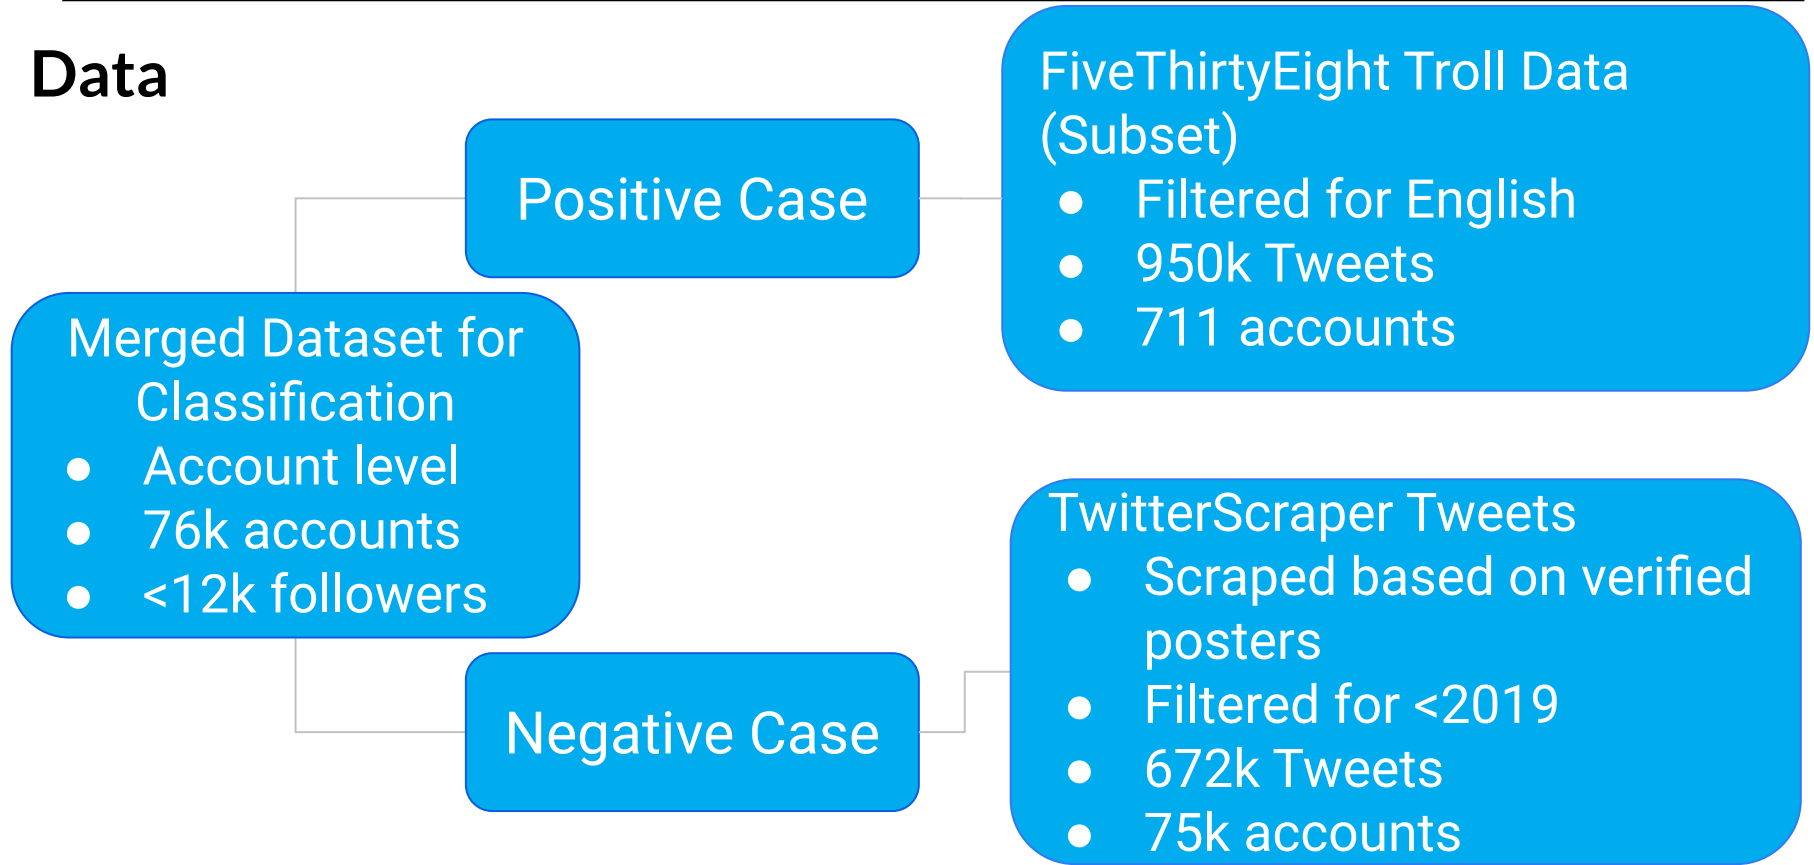 Data
Positive Case
FiveThirtyEight Troll Data
(Subset)
● Filtered for English
● 950k Tweets
● 711 accounts
Merged Dataset for
Classification
● Account level
● 76k accounts
● <12k followers
Negative Case
TwitterScraper Tweets
● Scraped based on verified
posters
● Filtered for <2019
● 672k Tweets
● 75k accounts